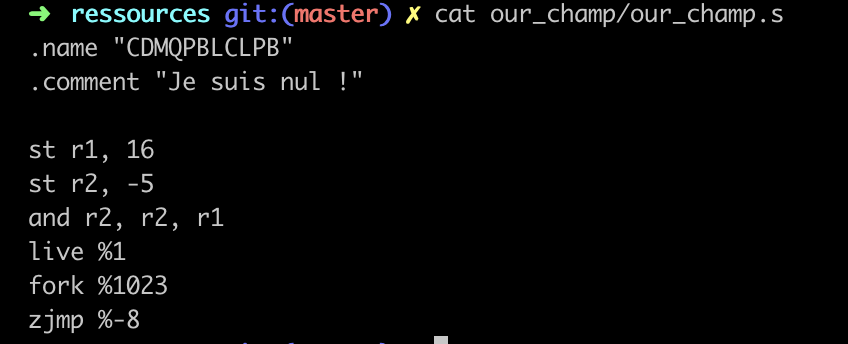 ➜ ressources git:(master) ✗ cat our_champ/our_champ.s
.name "CDMQPBLCLPB"
.comment "Je suis nul !"
st r1, 16
st r2, -5
and r2, r2, r1
live %1
fork %1023
zjmp %-8